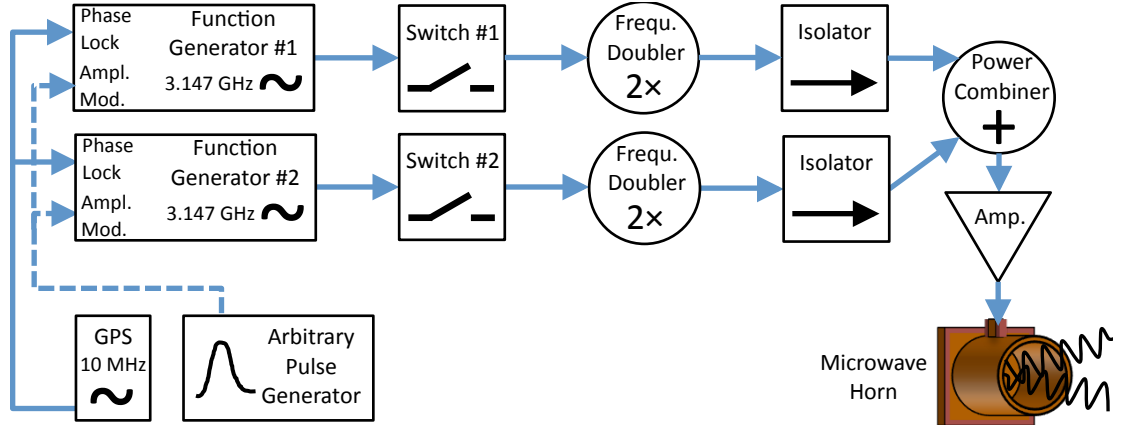 Phase
Lock
Ampl.
Mod.
Function
Generator #1
3.147 GHz
Switch #1
Frequ.
Doubler
2×
Isolator
Power
Combiner
+
Phase
Lock
Ampl.
Mod.
Function
Generator #2
3.147 GHz
Switch #2
Frequ.
Doubler
2×
Isolator
Amp.
GPS
10 MHz
Arbitrary
Pulse
Generator
Microwave
Horn